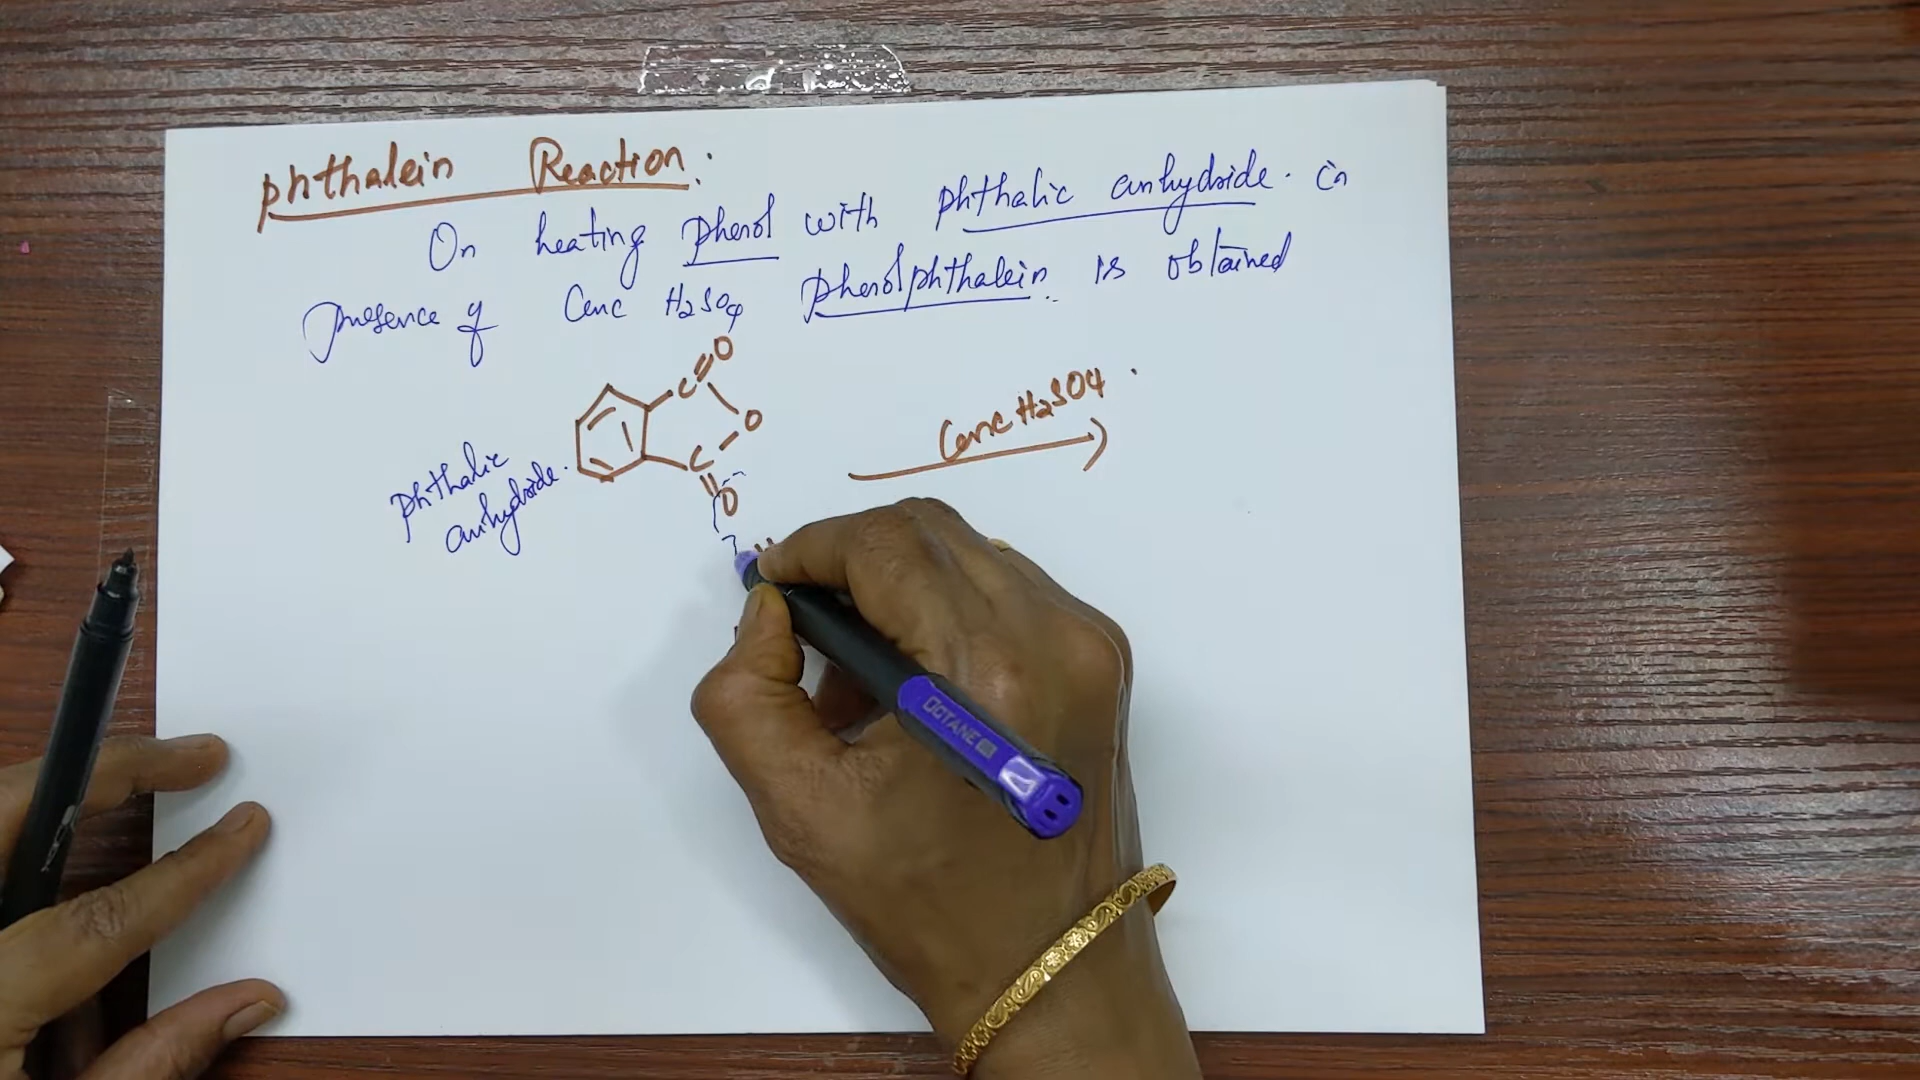 phthalein Reaction.
On heating phenol with phthalic anhydride. in
presence of Conc H2SO4 phenolphthalein is obtained
C=O
O
C
O
Conc H2SO4.
phthalic
anhydride.
H
OCTANE